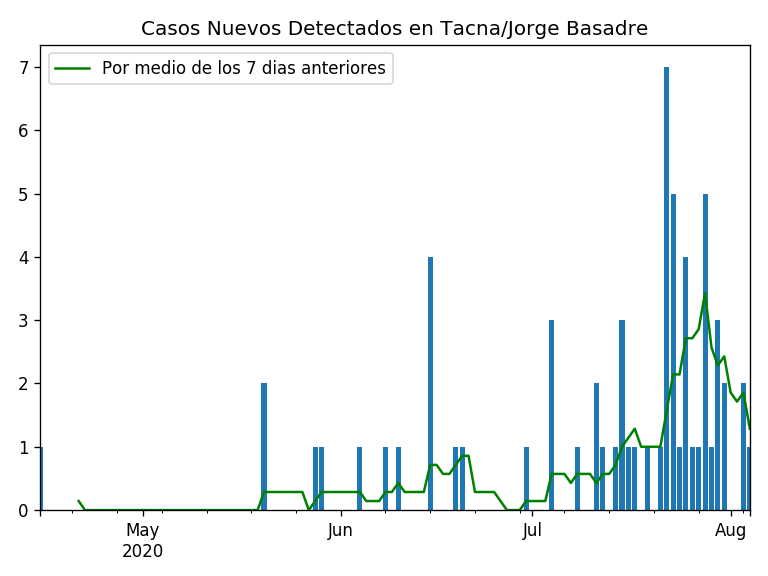 Casos Nuevos Detectados en Tacna/Jorge Basadre
Por medio de los 7 dias anteriores
7
6
5
4
3
2
1
0
May
2020
Jun
Jul
Aug